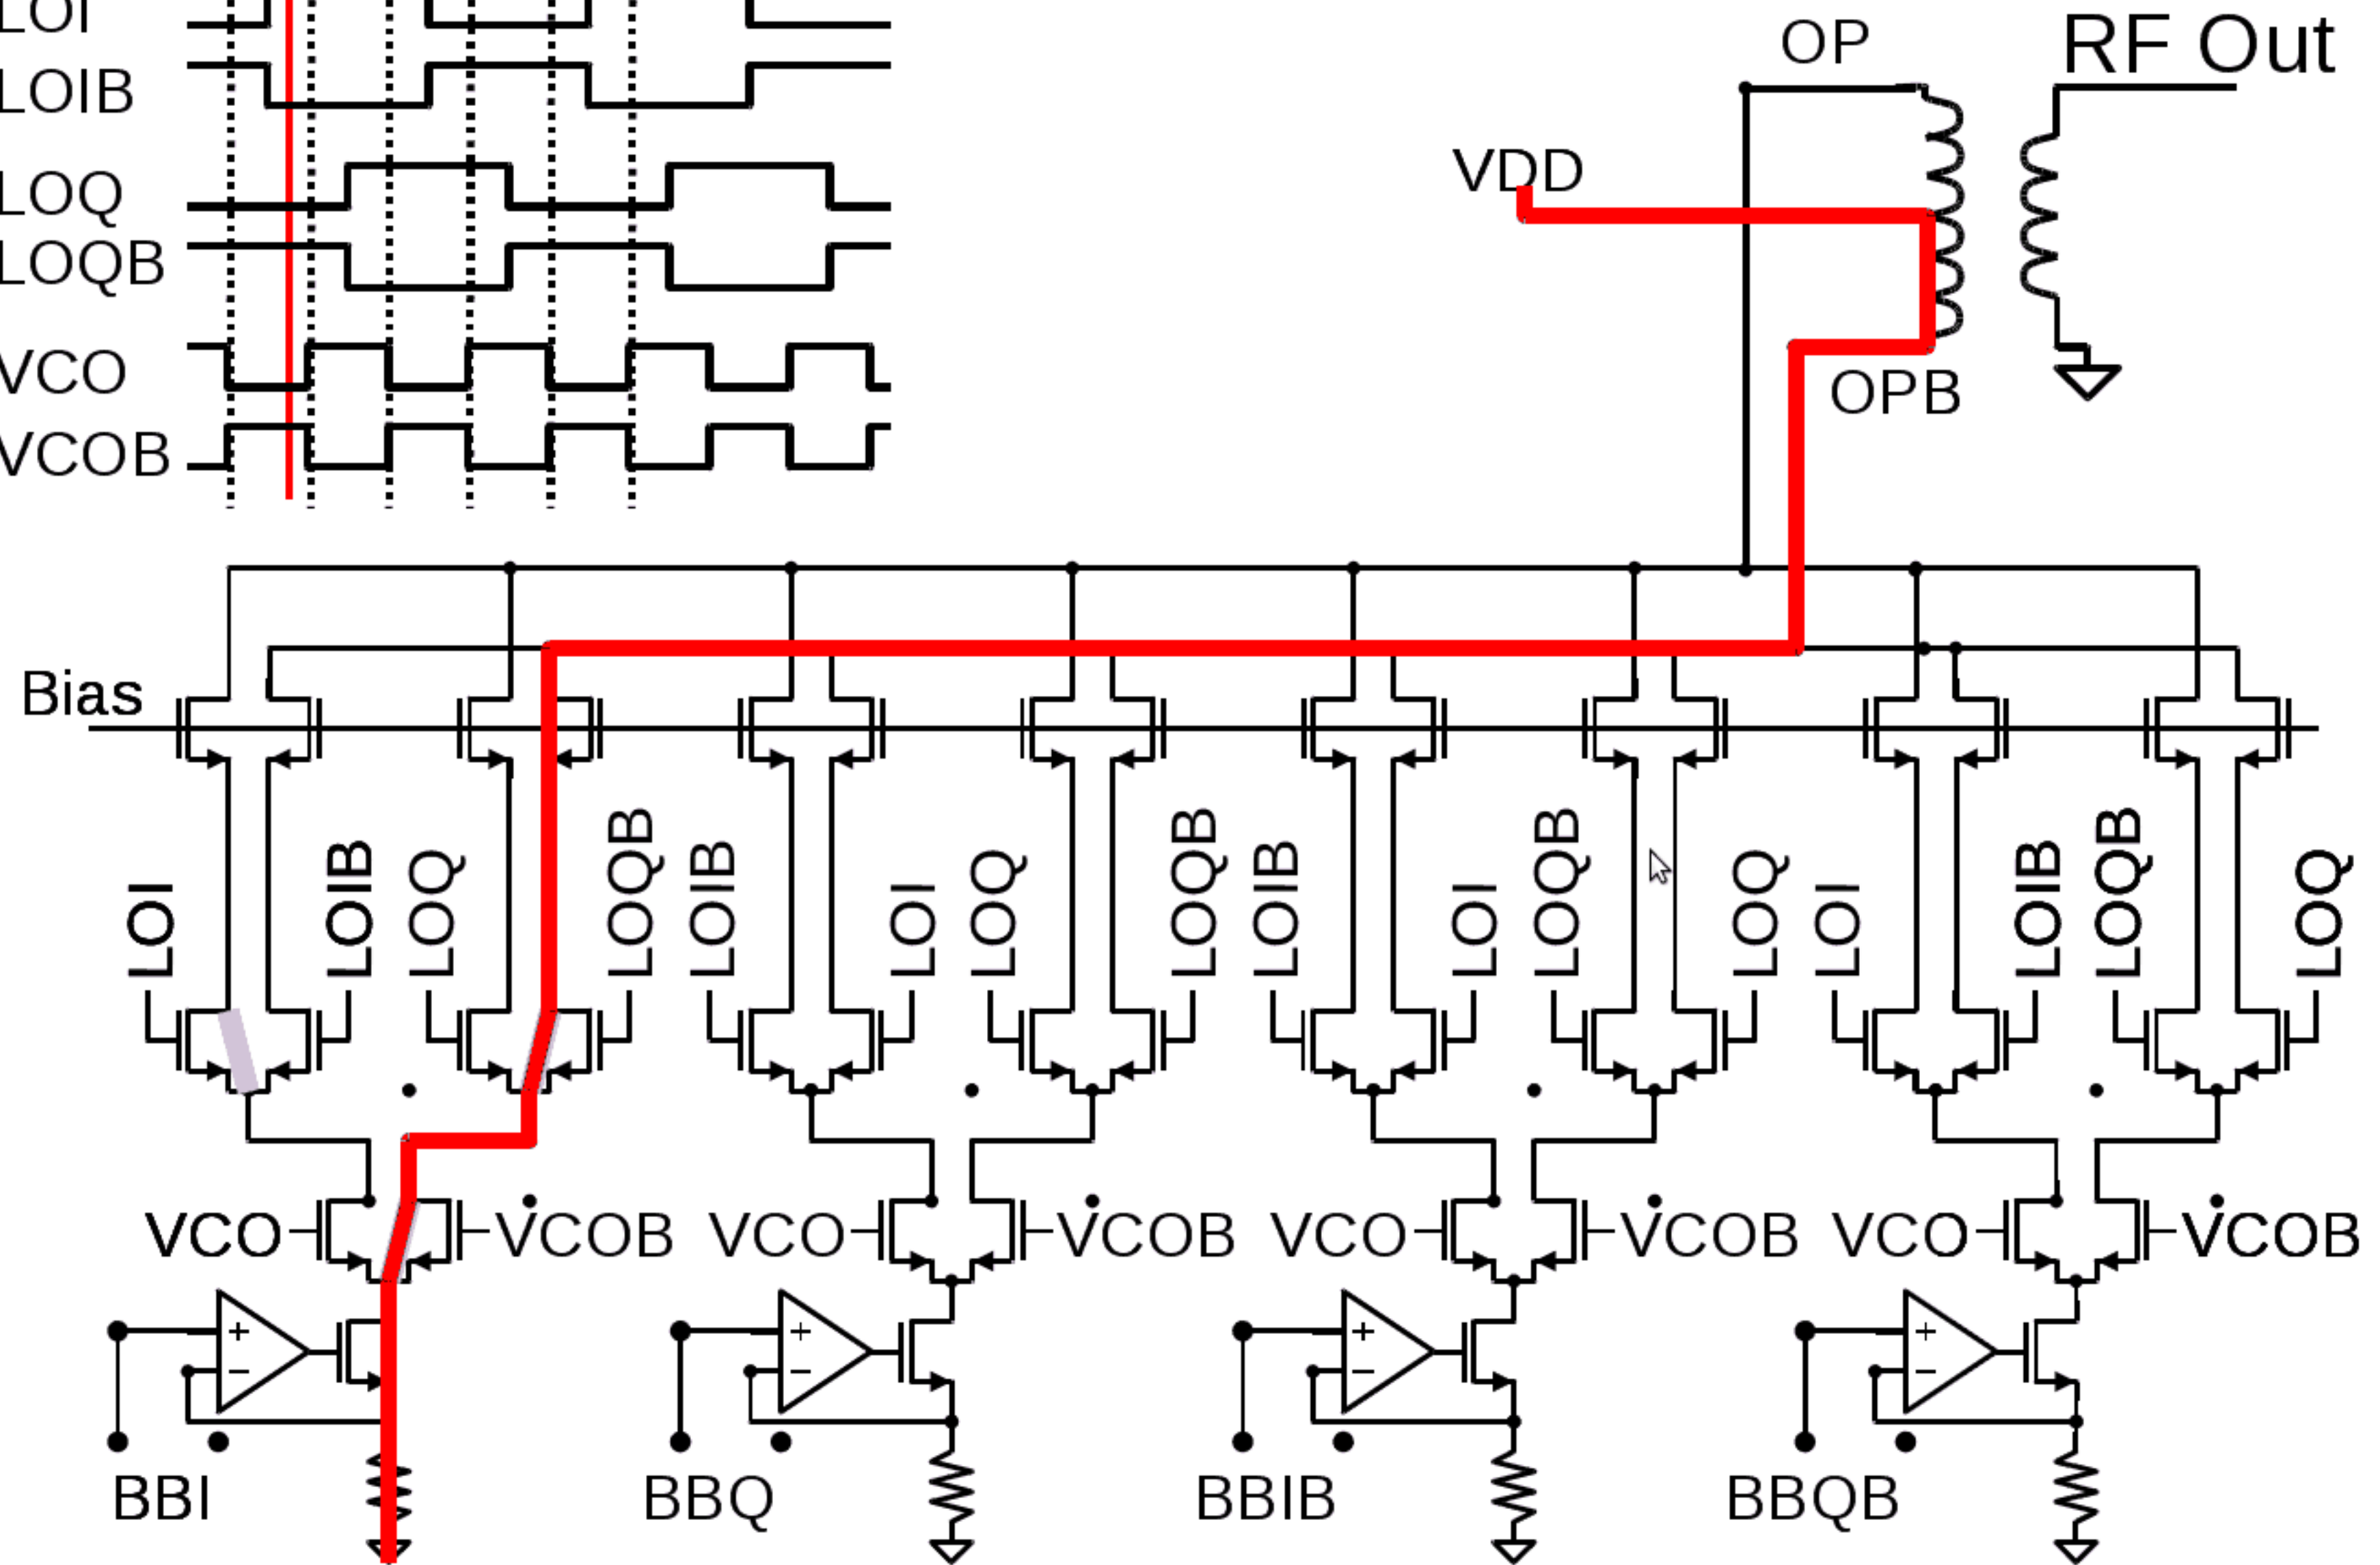 LOI
OP
RF Out
LOIB
VDD
LOQ
LOQB
VCO
OPB
VCOB
Bias
LOI
LOIB
LOQ
LOQB
LOIB
LOI
LOQ
LOQB
LOIB
LOI
LOQB
LOQ
LOI
LOIB
LOQB
LOQ
VCO
VCOB
VCO
VCOB
VCO
VCOB
VCO
VCOB
+
+
+
+
−
−
−
−
BBI
BBQ
BBIB
BBQB